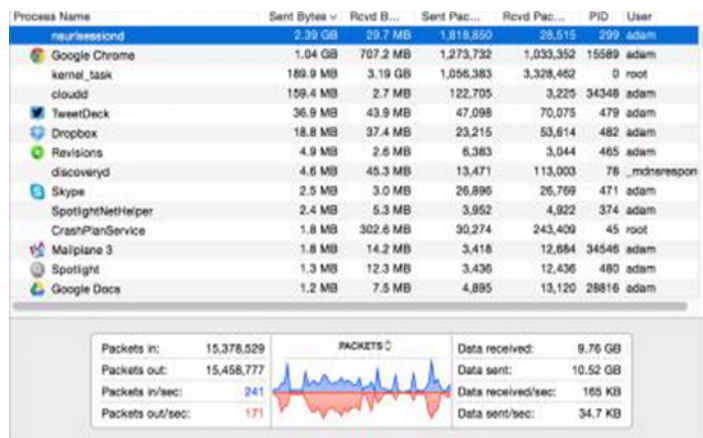 Process Name Sent Bytes Rcvd B... Sent Pac... Rcvd Pac... PID User
nsurlsessiond 2.39 GB 29.7 MB 1,818,850 28,515 299 adam
Google Chrome 1.04 GB 707.2 MB 1,273,732 1,033,352 15589 adam
kernel_task 189.9 MB 3.19 GB 1,056,383 3,328,462 0 root
cloudd 159.4 MB 2.7 MB 122,705 3,225 34348 adam
TweetDeck 36.9 MB 43.9 MB 47,098 70,075 479 adam
Dropbox 18.8 MB 37.4 MB 23,215 53,614 482 adam
Revisions 4.9 MB 2.6 MB 6,383 3,044 465 adam
discoveryd 4.6 MB 45.3 MB 13,471 113,003 78 _mdnsrespon
Skype 2.5 MB 3.0 MB 26,896 26,769 471 adam
SpotlightNetHelper 2.4 MB 5.3 MB 3,952 4,922 374 adam
CrashPlanService 1.8 MB 302.6 MB 30,274 243,409 45 root
Mailplane 3 1.8 MB 14.2 MB 3,418 12,684 34546 adam
Spotlight 1.3 MB 12.3 MB 3,436 12,436 480 adam
Google Docs 1.2 MB 7.5 MB 4,895 13,120 28816 adam
Packets in: 15,378,529 PACKETS Data received: 9.76 GB
Packets out: 15,458,777 Data sent: 10.52 GB
Packets in/sec: 241 Data received/sec: 165 KB
Packets out/sec: 171 Data sent/sec: 34.7 KB